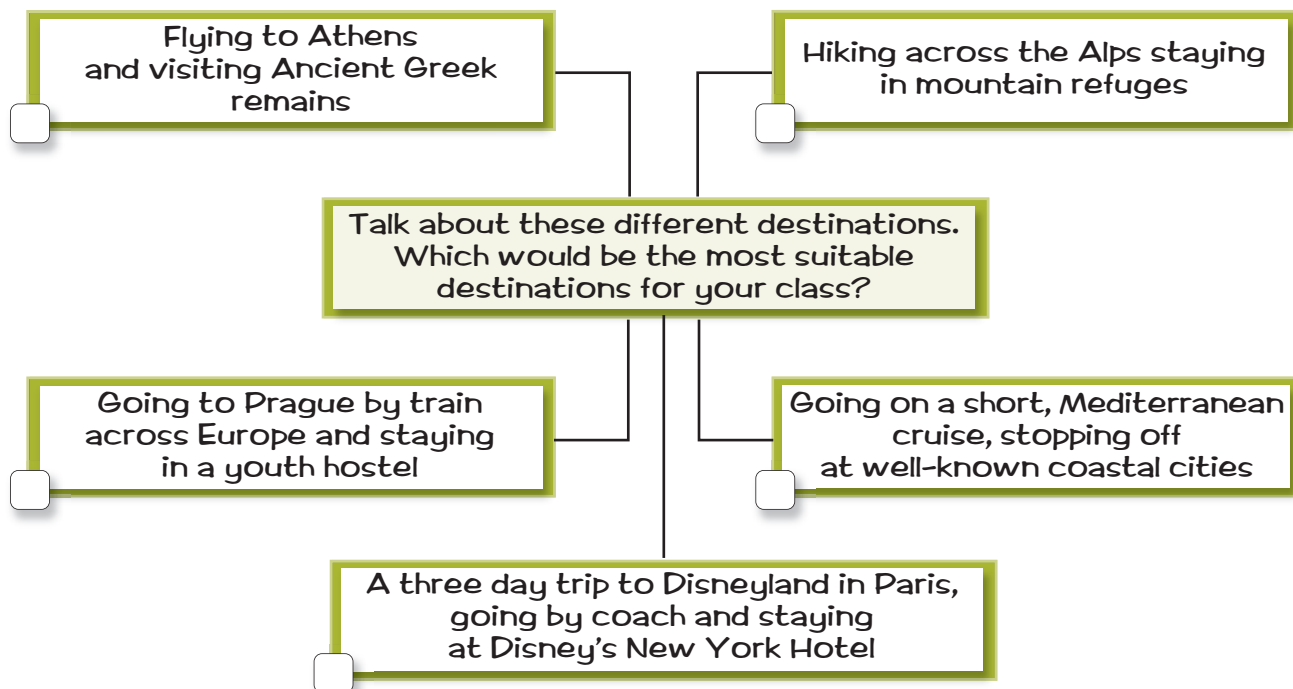 Flying to Athens
and visiting Ancient Greek
remains
Hiking across the Alps staying
in mountain refuges
Talk about these different destinations.
Which would be the most suitable
destinations for your class?
Going to Prague by train
across Europe and staying
in a youth hostel
Going on a short, Mediterranean
cruise, stopping off
at well-known coastal cities
A three day trip to Disneyland in Paris,
going by coach and staying
at Disney's New York Hotel